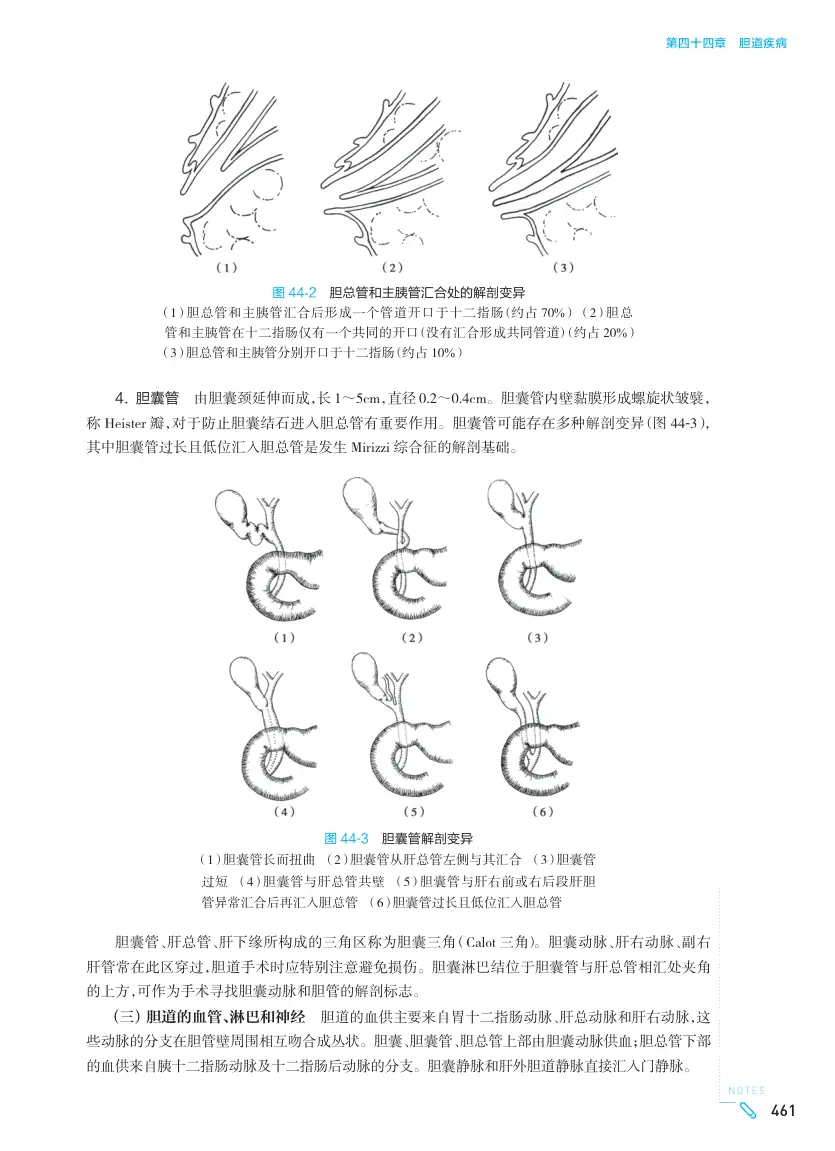 第四十四章 胆道疾病
（1） （2） （3）
图 44-2 胆总管和主胰管汇合处的解剖变异
（1）胆总管和主胰管汇合后形成一个管道开口于十二指肠（约占 70%） （2）胆总
管和主胰管在十二指肠仅有一个共同的开口（没有汇合形成共同管道）（约占 20%）
（3）胆总管和主胰管分别开口于十二指肠（约占 10%）
4. 胆囊管 由胆囊颈延伸而成，长 1～5cm，直径 0.2～0.4cm。胆囊管内壁黏膜形成螺旋状皱襞，
称 Heister 瓣，对于防止胆囊结石进入胆总管有重要作用。胆囊管可能存在多种解剖变异（图 44-3），
其中胆囊管过长且低位汇入胆总管是发生 Mirizzi 综合征的解剖基础。
（1） （2） （3）
（4） （5） （6）
图 44-3 胆囊管解剖变异
（1）胆囊管长而扭曲 （2）胆囊管从肝总管左侧与其汇合 （3）胆囊管
过短 （4）胆囊管与肝总管共壁 （5）胆囊管与肝右前或右后段肝胆
管异常汇合后再汇入胆总管 （6）胆囊管过长且低位汇入胆总管
胆囊管、肝总管、肝下缘所构成的三角区称为胆囊三角（Calot 三角）。胆囊动脉、肝右动脉、副右
肝管常在此区穿过，胆道手术时应特别注意避免损伤。胆囊淋巴结位于胆囊管与肝总管相汇处夹角
的上方，可作为手术寻找胆囊动脉和胆管的解剖标志。
（三）胆道的血管、淋巴和神经 胆道的血供主要来自胃十二指肠动脉、肝总动脉和肝右动脉，这
些动脉的分支在胆管壁周围相互吻合成丛状。胆囊、胆囊管、胆总管上部由胆囊动脉供血；胆总管下部
的血供来自胰十二指肠动脉及十二指肠后动脉的分支。胆囊静脉和肝外胆道静脉直接汇入门静脉。
NOTES
461